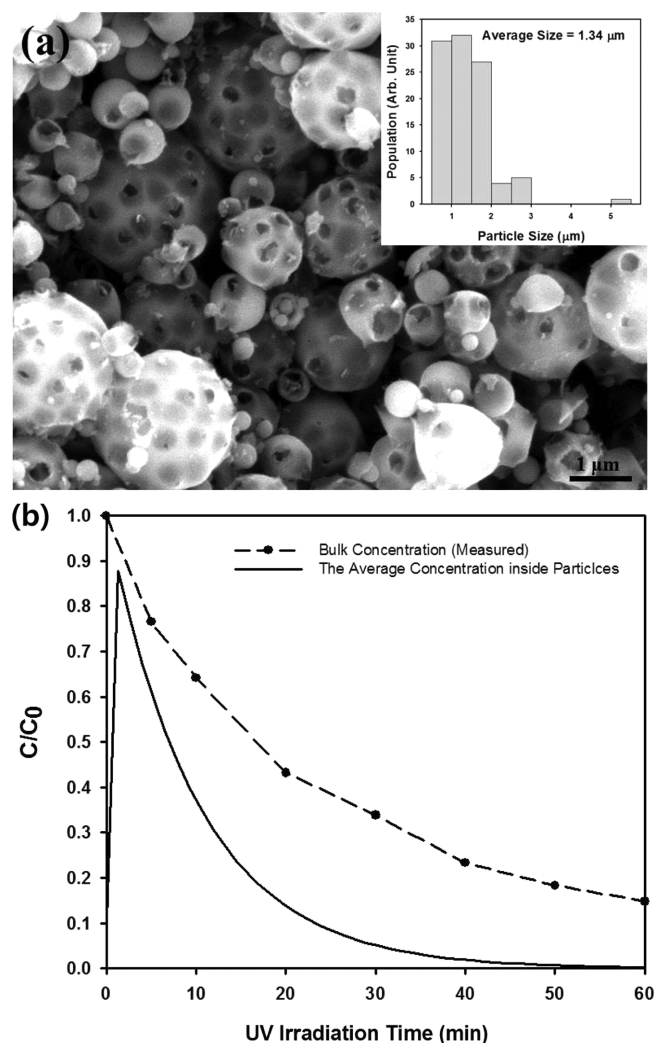 (a)
Average Size = 1.34 μm
Population (Arb. Unit)
35
30
25
20
15
10
5
0
1 2 3 4 5
Particle Size (μm)
1 μm
(b)
1.0
0.9
0.8
0.7
0.6
0.5
0.4
0.3
0.2
0.1
0.0
C/C0
Bulk Concentration (Measured)
The Average Concentration inside Particlces
0 10 20 30 40 50 60
UV Irradiation Time (min)